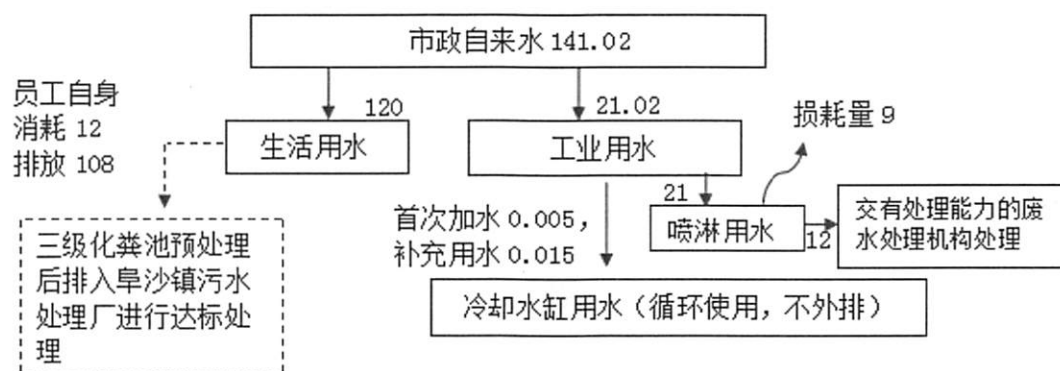 市政自来水 141.02
员工自身
消耗 12
排放 108
120
21.02
损耗量 9
生活用水
工业用水
21
首次加水 0.005,
补充用水 0.015
喷淋用水
12
交有处理能力的废
水处理机构处理
三级化粪池预处理
后排入阜沙镇污水
处理厂进行达标处
理
冷却水缸用水（循环使用，不外排）